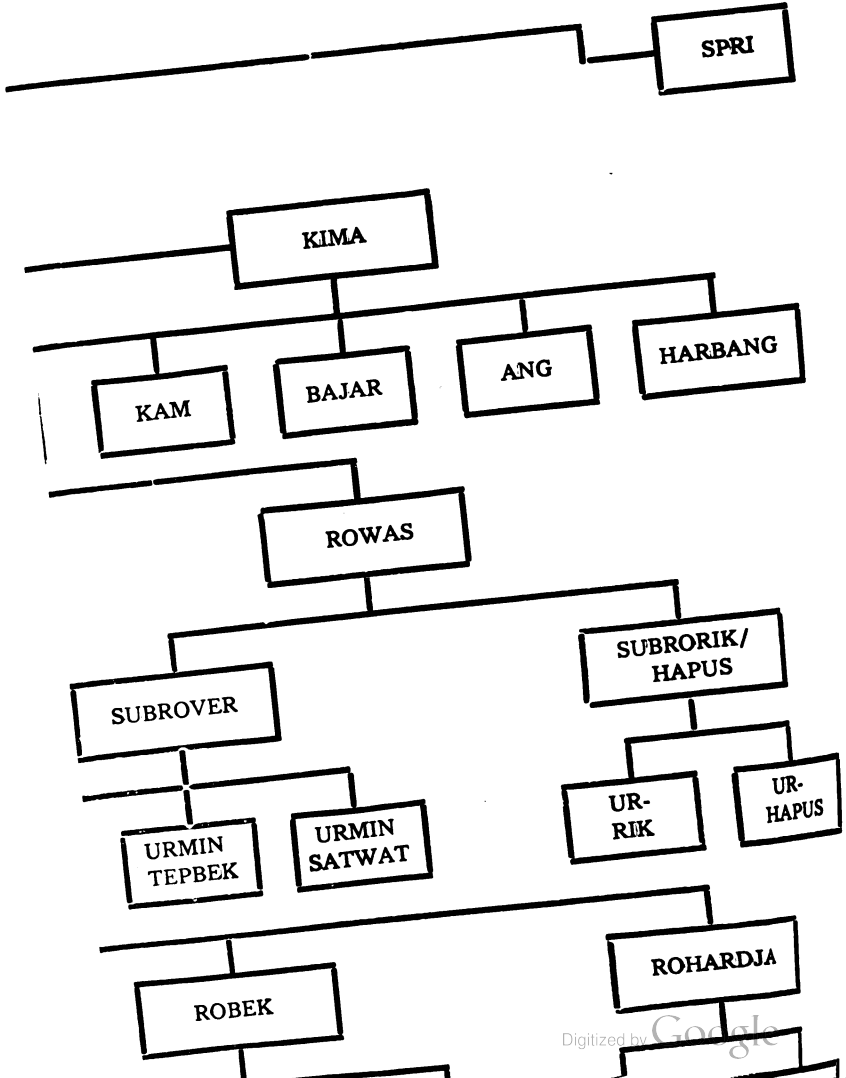 SPRI
KIMA
KAM
BAJAR
ANG
HARBANG
ROWAS
SUBROVER
SUBRORIK/
HAPUS
URMIN
TEPBEK
URMIN
SATWAT
UR-
RIK
UR-
HAPUS
ROBEK
ROHARDJA
Digitized by Google